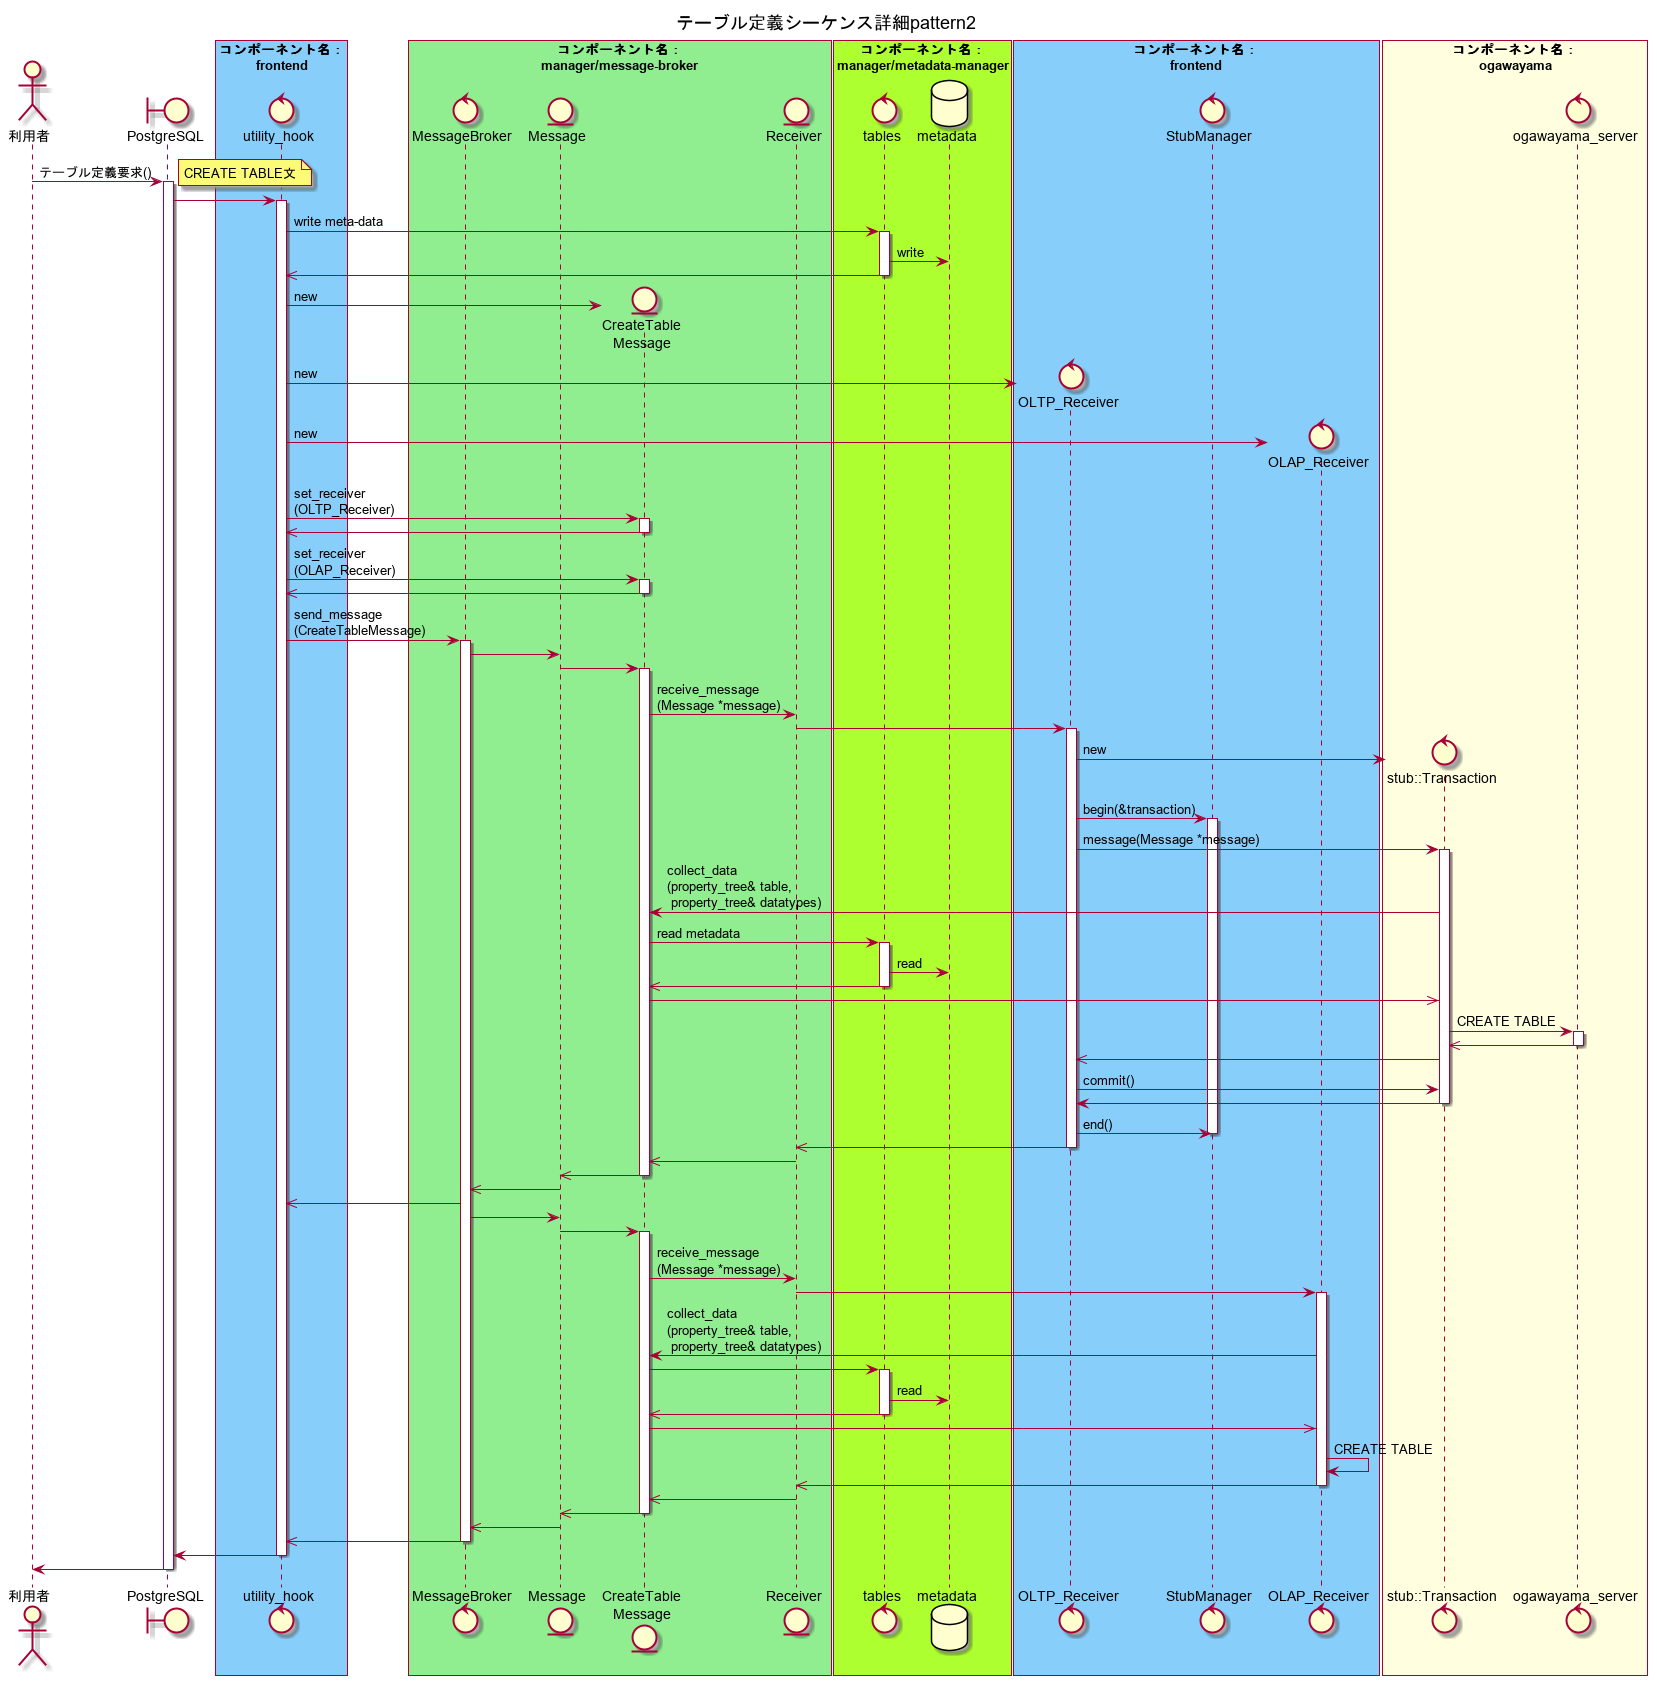 テーブル定義シーケンス詳細pattern2
コンポーネント名：
frontend
コンポーネント名：
manager/message-broker
コンポーネント名：
manager/metadata-manager
コンポーネント名：
frontend
コンポーネント名：
ogawayama
利用者
PostgreSQL
utility_hook
MessageBroker
Message
Receiver
tables
metadata
StubManager
ogawayama_server
テーブル定義要求()
CREATE TABLE文
write meta-data
write
new
CreateTable
Message
new
OLTP_Receiver
new
OLAP_Receiver
set_receiver
(OLTP_Receiver)
set_receiver
(OLAP_Receiver)
send_message
(CreateTableMessage)
receive_message
(Message *message)
new
stub::Transaction
begin(&transaction)
message(Message *message)
collect_data
(property_tree& table,
property_tree& datatypes)
read metadata
read
CREATE TABLE
commit()
end()
receive_message
(Message *message)
collect_data
(property_tree& table,
property_tree& datatypes)
read
CREATE TABLE
利用者
PostgreSQL
utility_hook
MessageBroker
Message
CreateTable
Message
Receiver
tables
metadata
OLTP_Receiver
StubManager
OLAP_Receiver
stub::Transaction
ogawayama_server